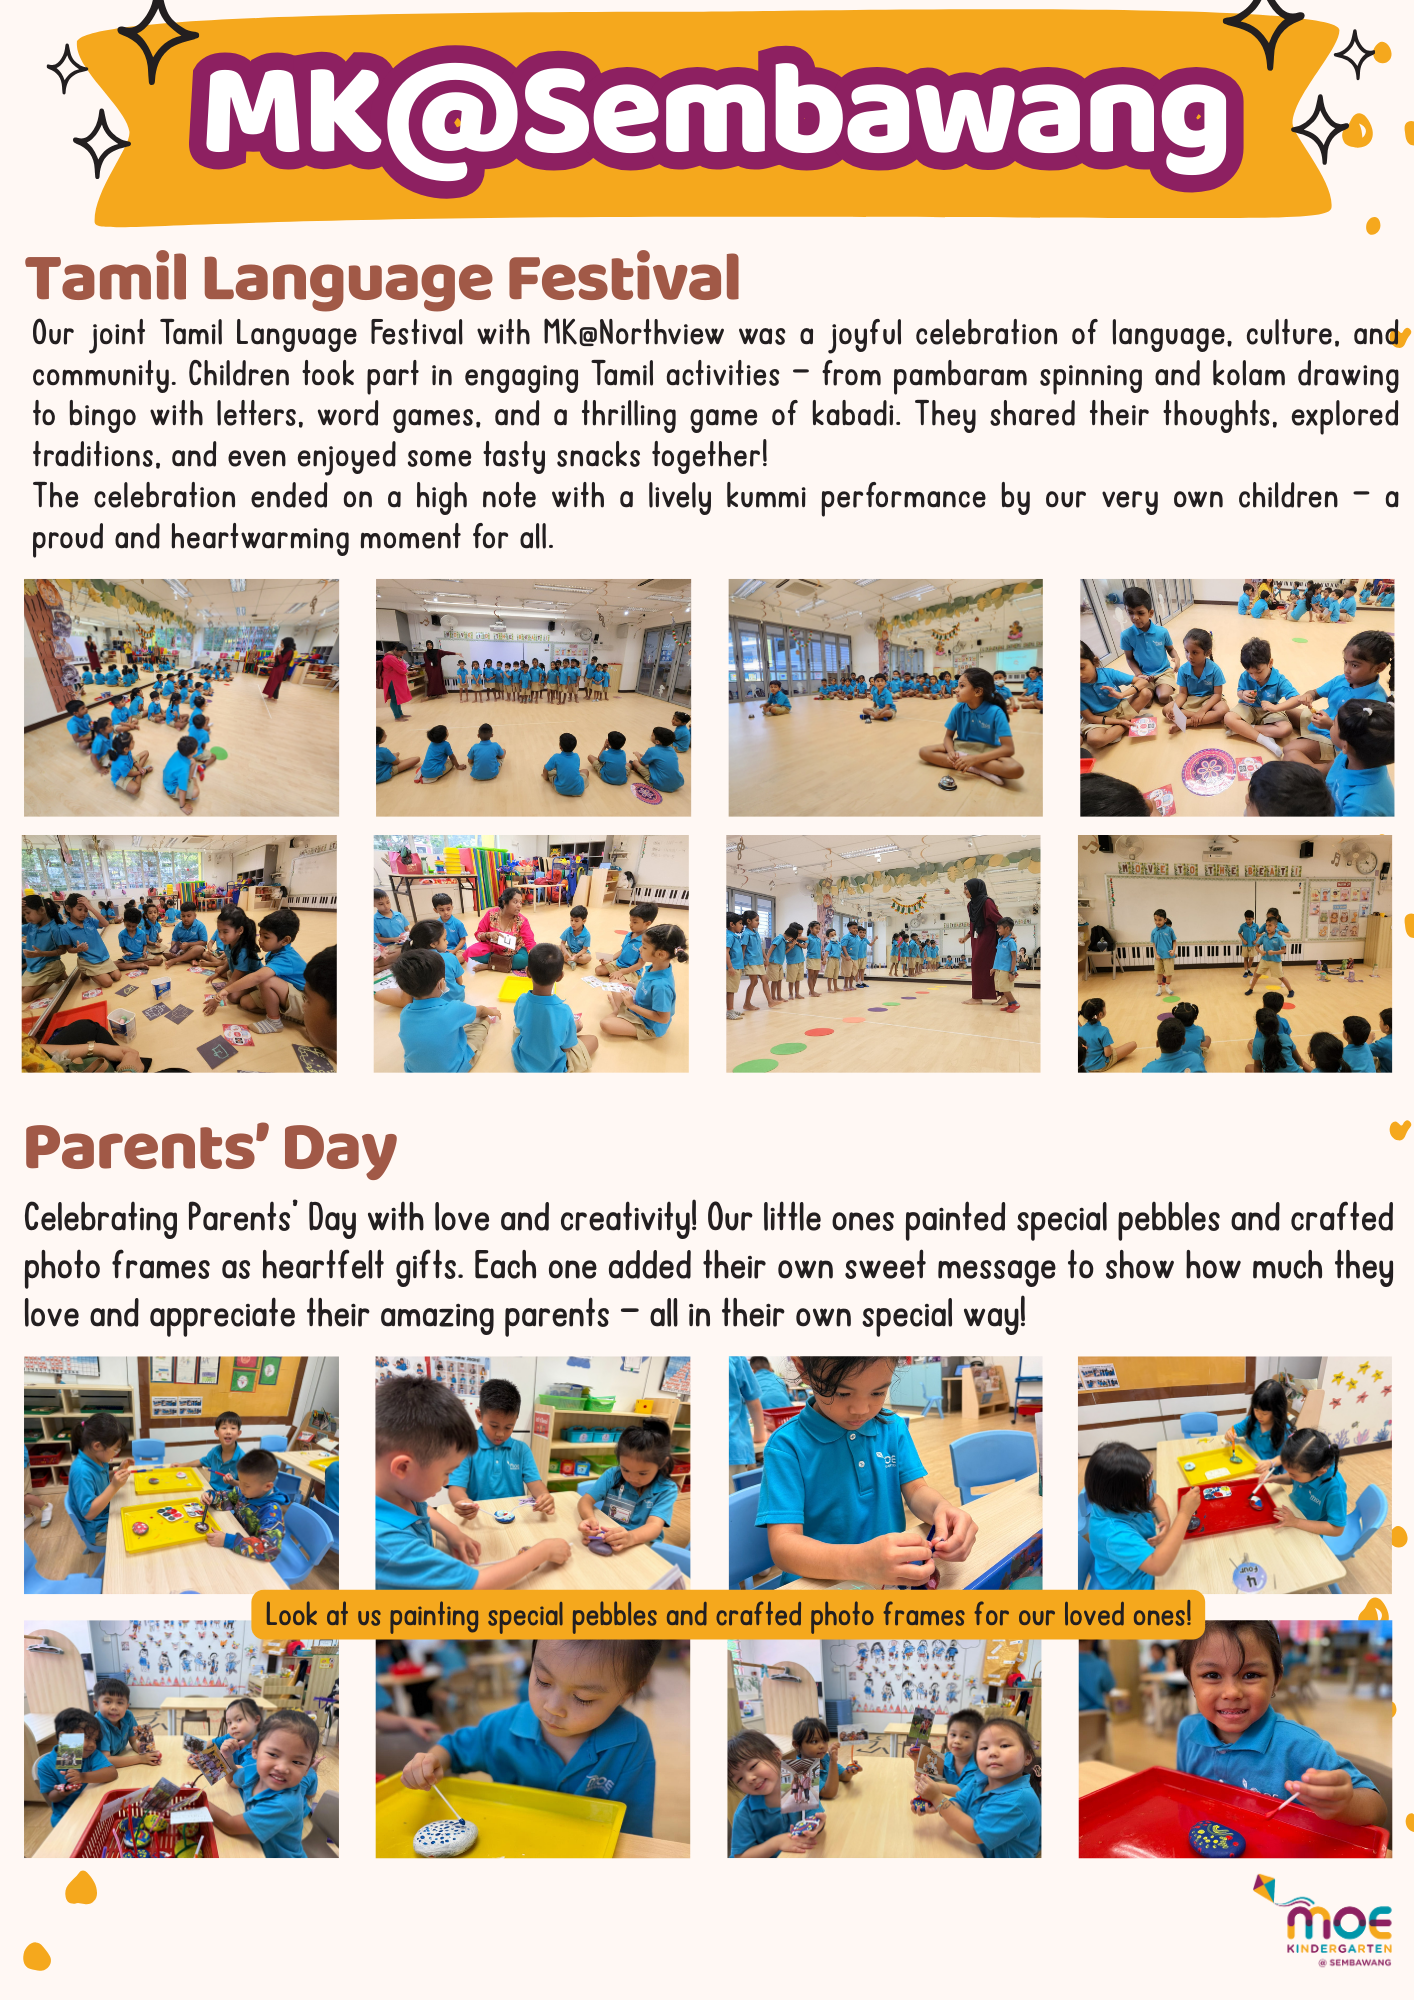 MK@Sembawang
Tamil Language Festival
Our joint Tamil Language Festival with MK@Northview was a joyful celebration of language, culture, and
community. Children took part in engaging Tamil activities – from pambaram spinning and kolam drawing
to bingo with letters, word games, and a thrilling game of kabadi. They shared their thoughts, explored
traditions, and even enjoyed some tasty snacks together!
The celebration ended on a high note with a lively kummi performance by our very own children – a
proud and heartwarming moment for all.
Parents’ Day
Celebrating Parents’ Day with love and creativity! Our little ones painted special pebbles and crafted
photo frames as heartfelt gifts. Each one added their own sweet message to show how much they
love and appreciate their amazing parents – all in their own special way!
four
4
Look at us painting special pebbles and crafted photo frames for our loved ones!
MOE
KINDERGARTEN
@ SEMBAWANG